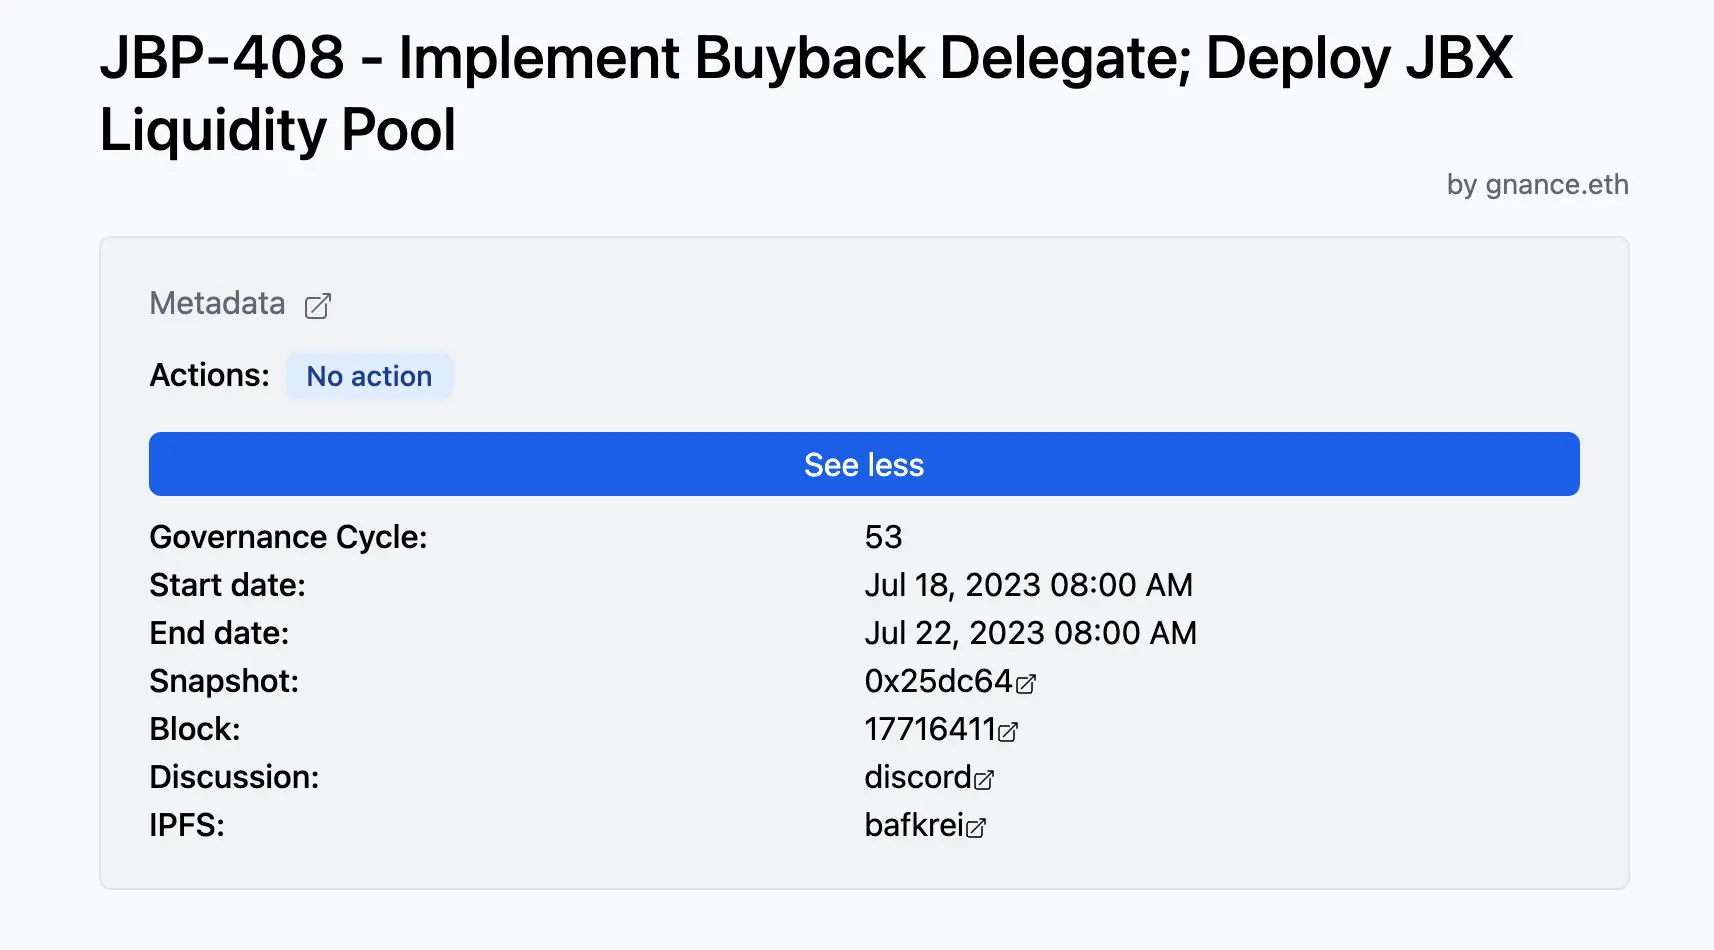 JBP-408 - Implement Buyback Delegate; Deploy JBX
Liquidity Pool
by gnance.eth
Metadata
Actions: No action
See less
Governance Cycle: 53
Start date: Jul 18, 2023 08:00 AM
End date: Jul 22, 2023 08:00 AM
Snapshot: 0x25dc64
Block: 17716411
Discussion: discord
IPFS: bafkrei